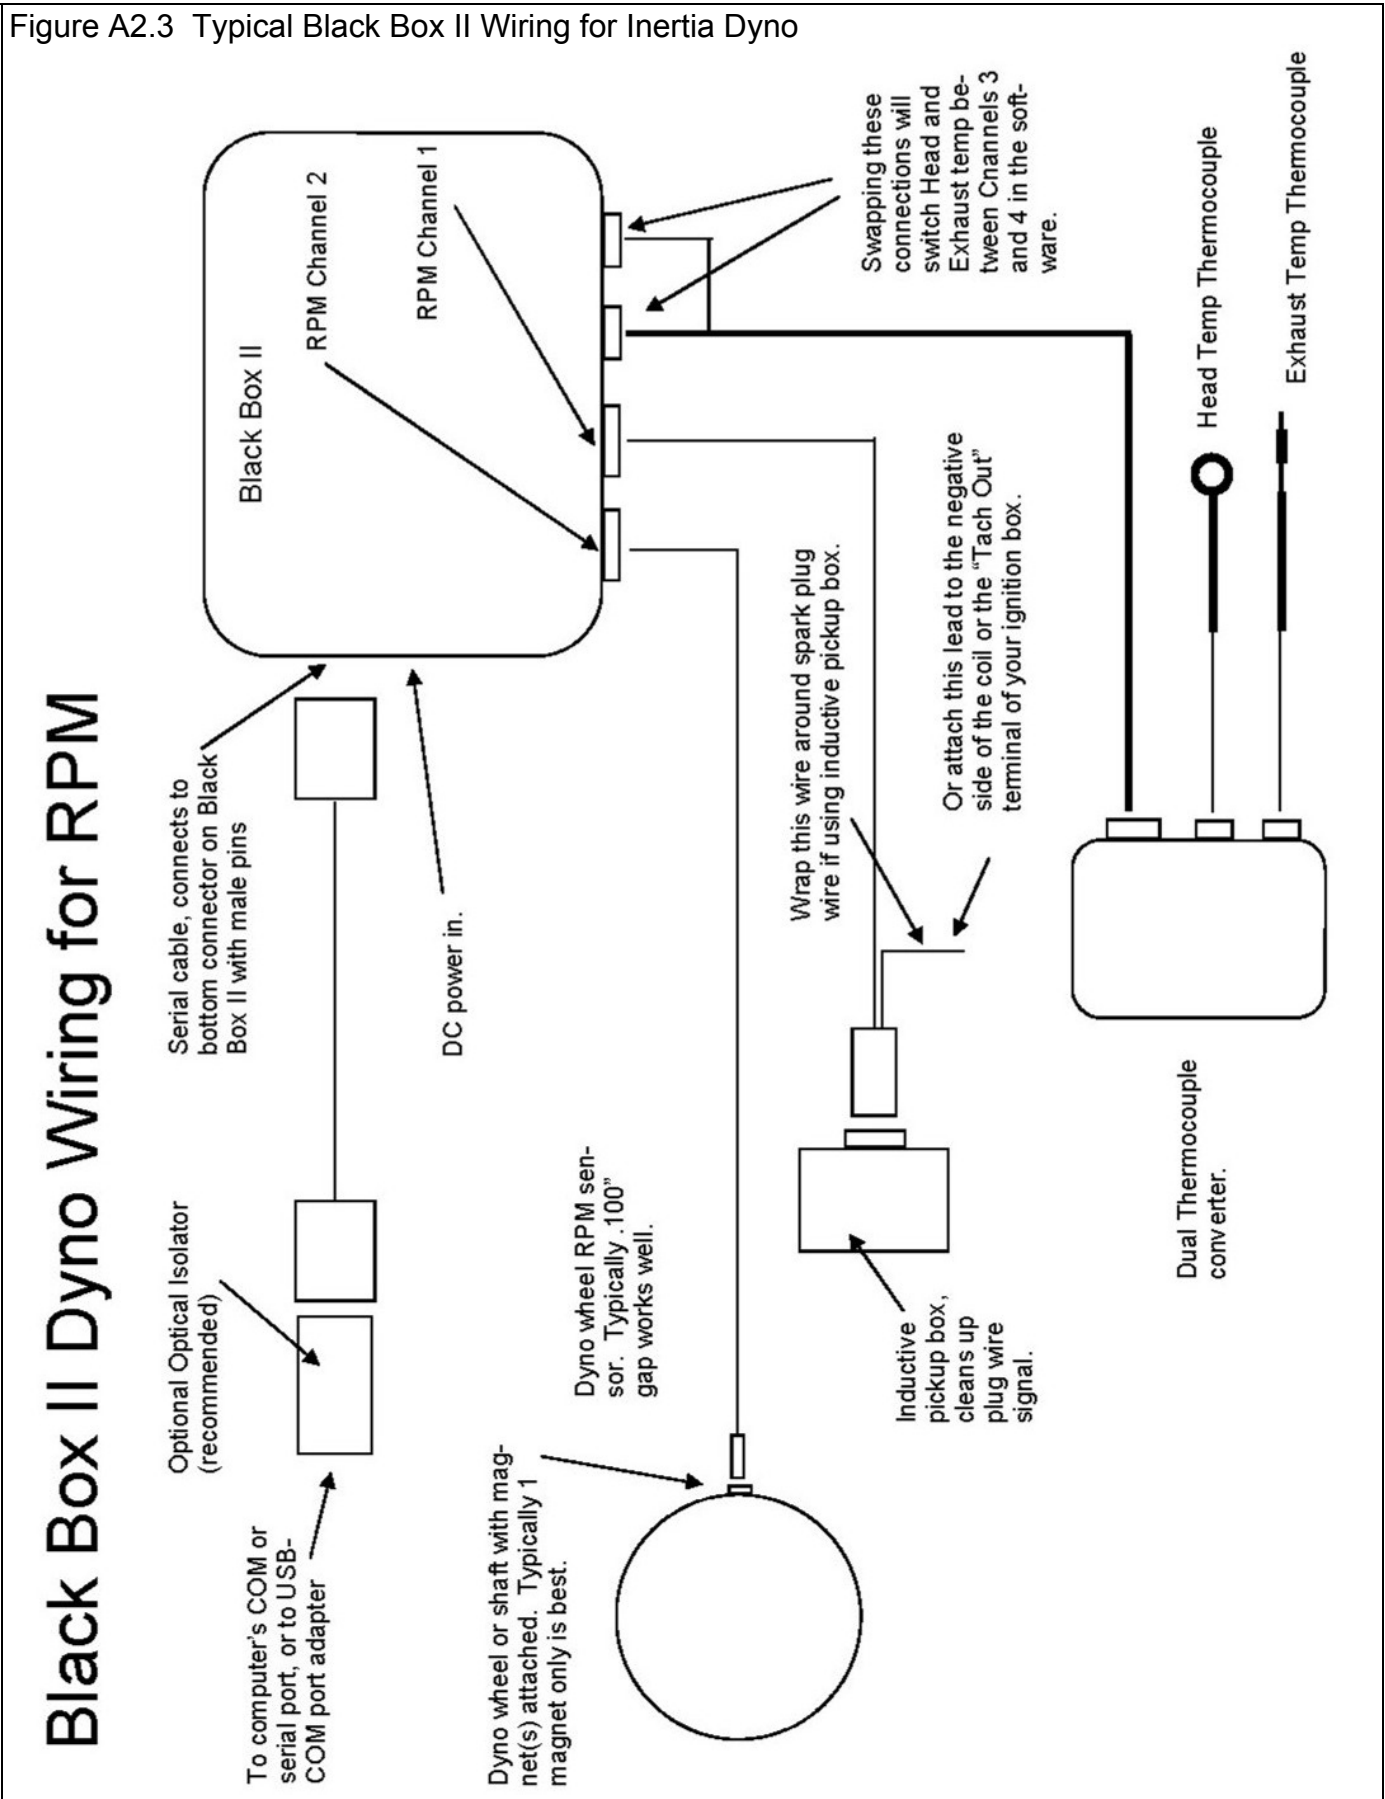 Figure A2.3  Typical Black Box II Wiring for Inertia Dyno
Black Box II Dyno Wiring for RPM
To computer's COM or
serial port, or to USB-
COM port adapter
Optional Optical Isolator
(recommended)
Serial cable, connects to
bottom connector on Black
Box II with male pins
DC power in.
Black Box II
RPM Channel 2
RPM Channel 1
Dyno wheel or shaft with mag-
net(s) attached.  Typically 1
magnet only is best.
Dyno wheel RPM sen-
sor.  Typically .100”
gap works well.
Wrap this wire around spark plug
wire if using inductive pickup box.
Or attach this lead to the negative
side of the coil or the “Tach Out”
terminal of your ignition box.
Swapping these
connections will
switch Head and
Exhaust temp be-
tween Cnannels 3
and 4 in the soft-
ware.
Inductive
pickup box,
cleans up
plug wire
signal.
Dual Thermocouple
converter.
Head Temp Thermocouple
Exhaust Temp Thermocouple